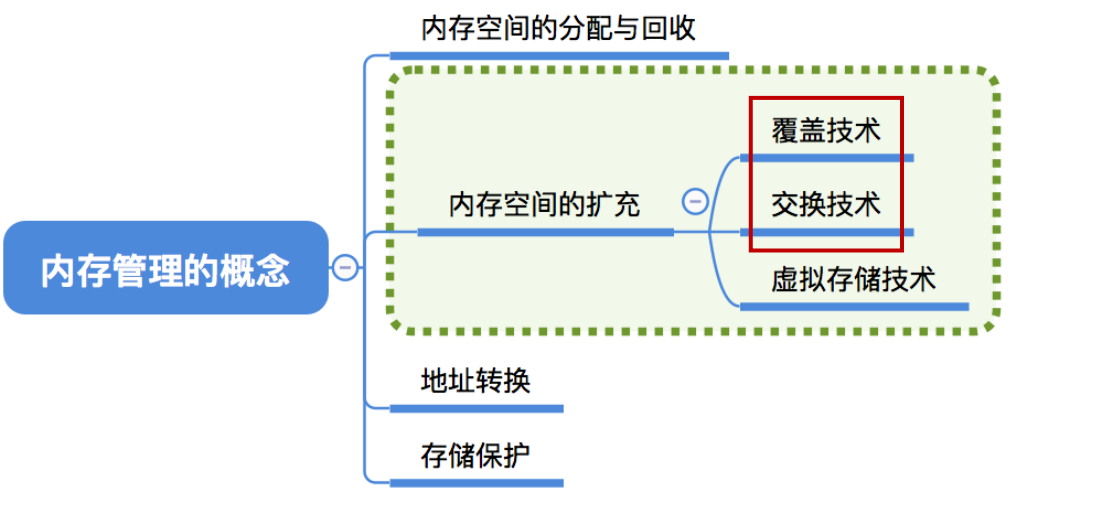 内存空间的分配与回收
覆盖技术
内存空间的扩充
交换技术
内存管理的概念
虚拟存储技术
地址转换
存储保护